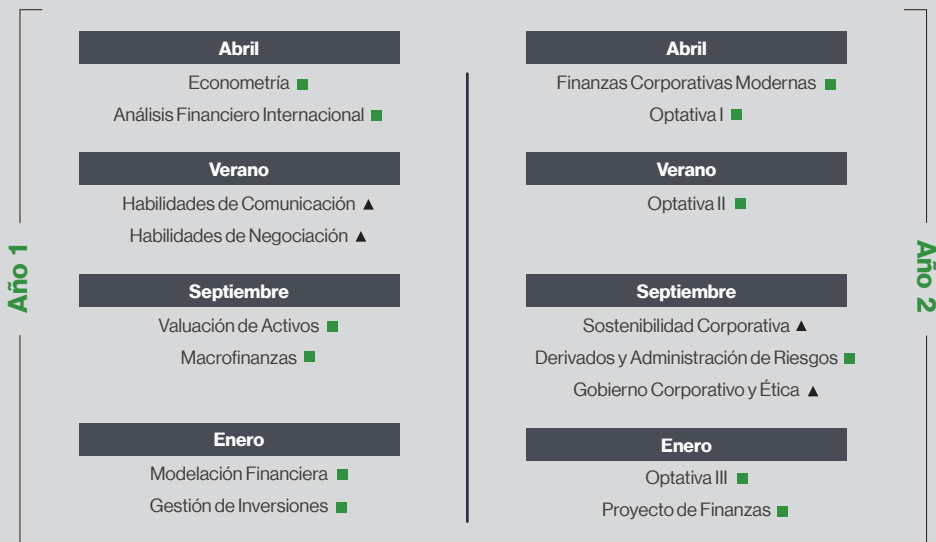 Año 1
Abril
Econometría ■
Análisis Financiero Internacional ■
Verano
Habilidades de Comunicación ▲
Habilidades de Negociación ▲
Septiembre
Valuación de Activos ■
Macrofinanzas ■
Enero
Modelación Financiera ■
Gestión de Inversiones ■
Año 2
Abril
Finanzas Corporativas Modernas ■
Optativa I ■
Verano
Optativa II ■
Septiembre
Sostenibilidad Corporativa ▲
Derivados y Administración de Riesgos ■
Gobierno Corporativo y Ética ▲
Enero
Optativa III ■
Proyecto de Finanzas ■